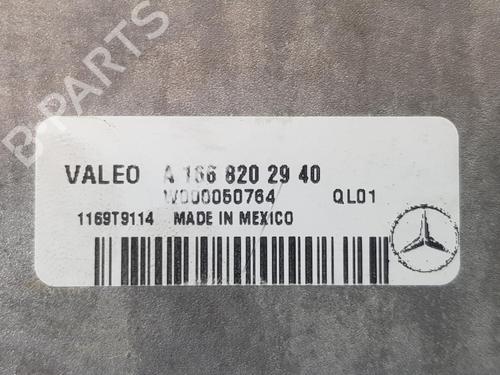 B-PARTS
VALEO A 166 820 29 40
W000050764 QL01
1169T9114 MADE IN MEXICO